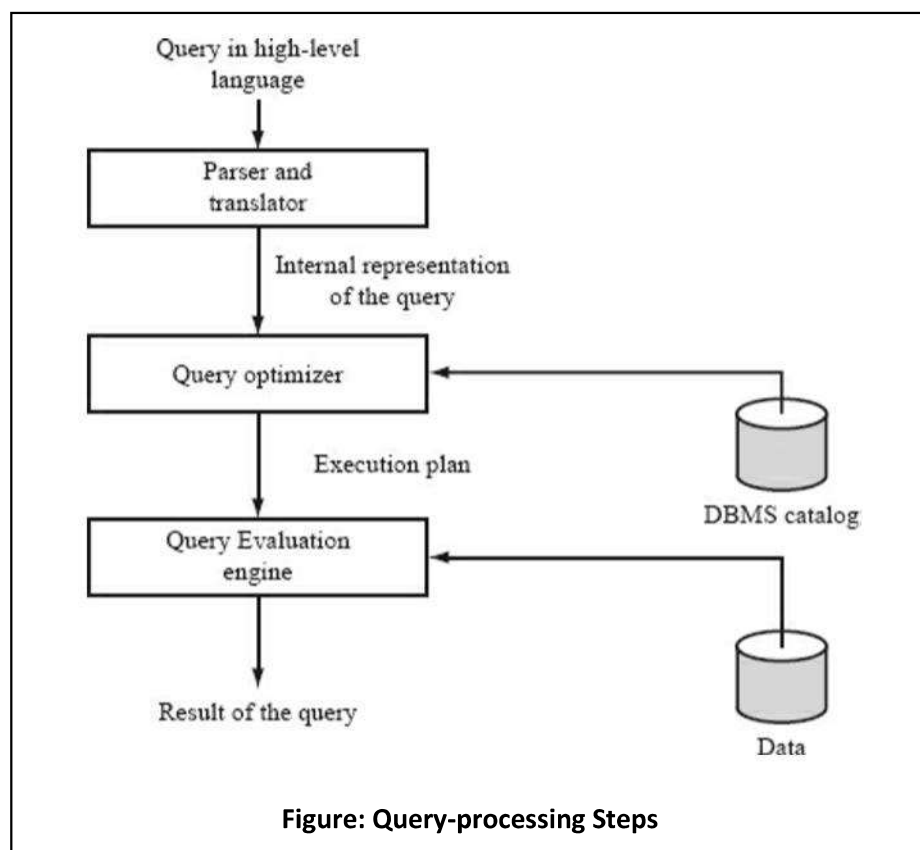 Query in high-level
language
Parser and
translator
Internal representation
of the query
Query optimizer
Execution plan
DBMS catalog
Query Evaluation
engine
Result of the query
Data
Figure: Query-processing Steps